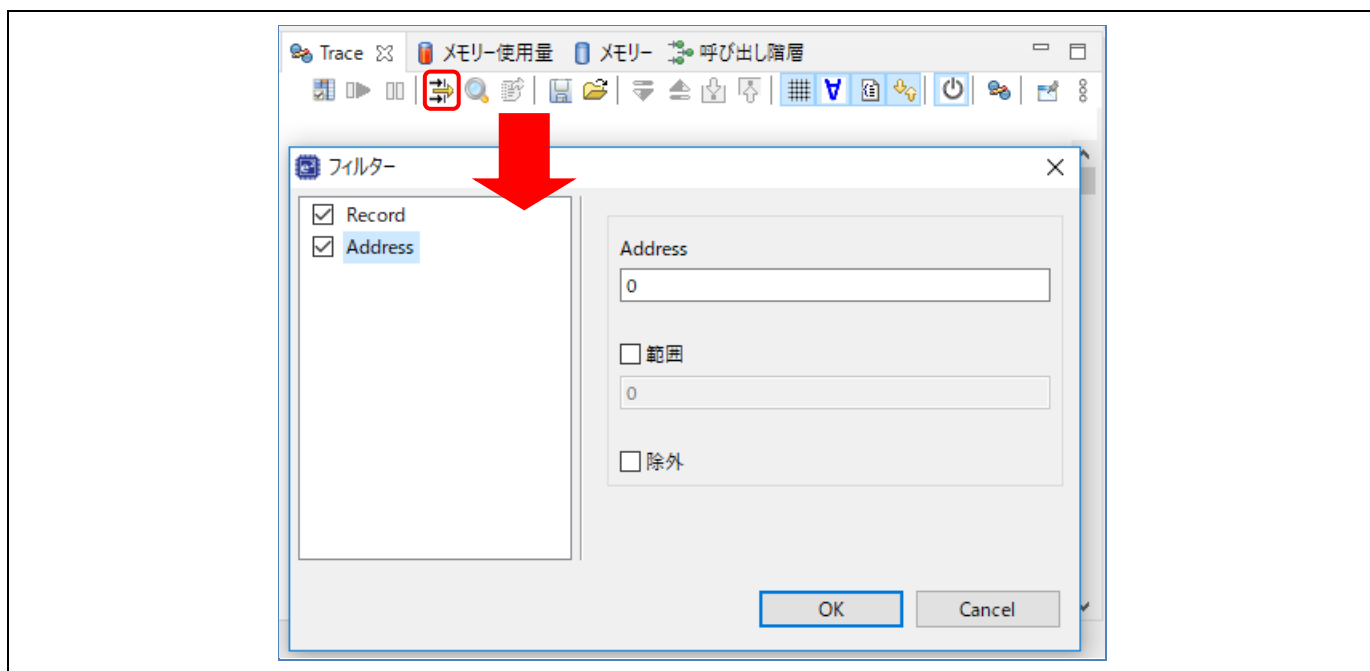 Trace メモリー使用量 メモリー 呼び出し階層
フィルター
Record
Address
Address
0
範囲
0
除外
OK Cancel